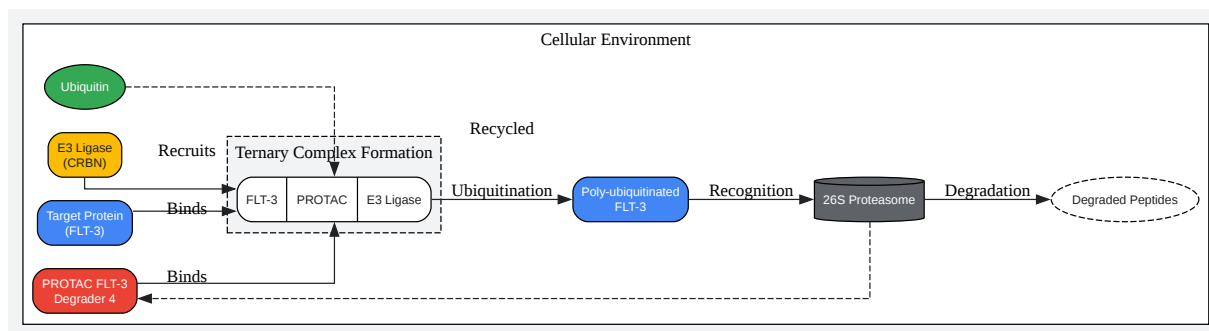 Cellular Environment
Ubiquitin
Recycled
E3 Ligase
(CRBN)
Recruits
Ternary Complex Formation
FLT-3
PROTAC
E3 Ligase
Ubiquitination
Poly-ubiquitinated
FLT-3
Recognition
26S Proteasome
Degradation
Degraded Peptides
Target Protein
(FLT-3)
Binds
PROTAC FLT-3
Degrader 4
Binds